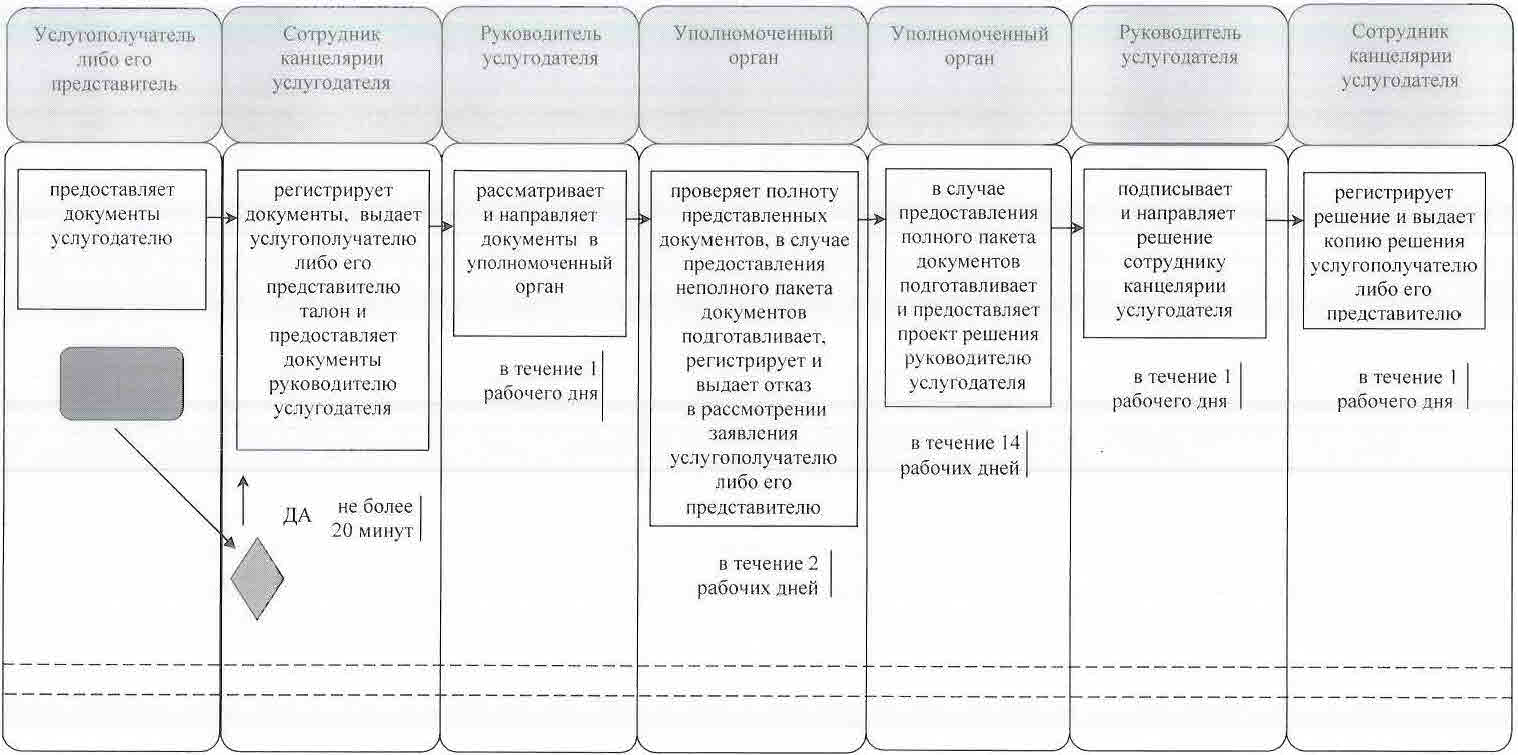 Услугополучатель
либо его
представитель
Сотрудник
канцелярии
услугодателя
Руководитель
услугодателя
Уполномоченный
орган
Уполномоченный
орган
Руководитель
услугодателя
Сотрудник
канцелярии
услугодателя
предоставляет
документы
услугодателю
регистрирует
документы, выдает
услугополучателю
либо его
представителю
талон и
предоставляет
документы
руководителю
услугодателя
ДА
не более
20 минут
рассматривает
и направляет
документы в
уполномоченный
орган
в течение 1
рабочего дня
проверяет полноту
представленных
документов, в случае
предоставления
неполного пакета
документов
подготавливает,
регистрирует и
выдает отказ
в рассмотрении
заявления
услугополучателю
либо его
представителю
в течение 2
рабочих дней
в случае
предоставления
полного пакета
документов
подготавливает
и предоставляет
проект решения
руководителю
услугодателя
в течение 14
рабочих дней
подписывает
и направляет
решение
сотруднику
канцелярии
услугодателя
в течение 1
рабочего дня
регистрирует
решение и выдает
копию решения
услугополучателю
либо его
представителю
в течение 1
рабочего дня